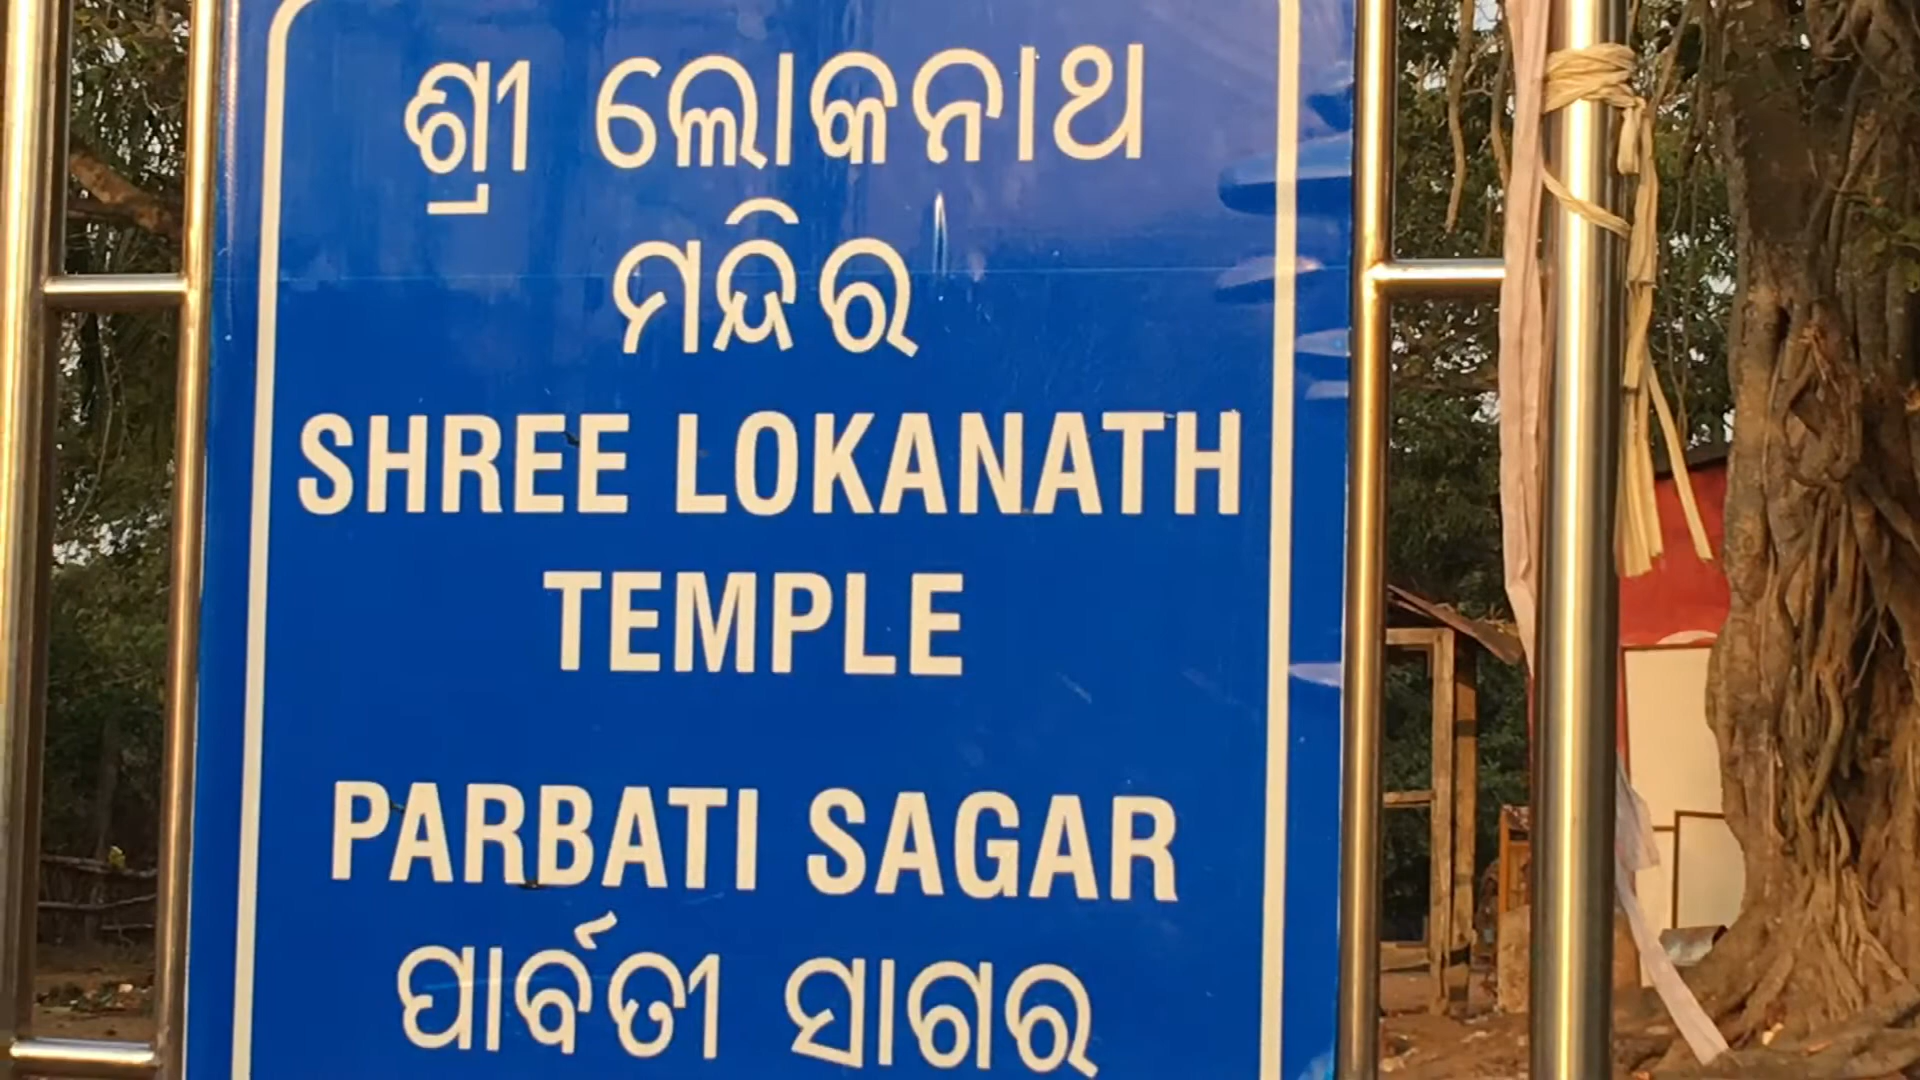 ଶ୍ରୀ ଲୋକନାଥ
ମନ୍ଦିର
SHREE LOKANATH
TEMPLE
PARBATI SAGAR
ପାର୍ବତୀ ସାଗର